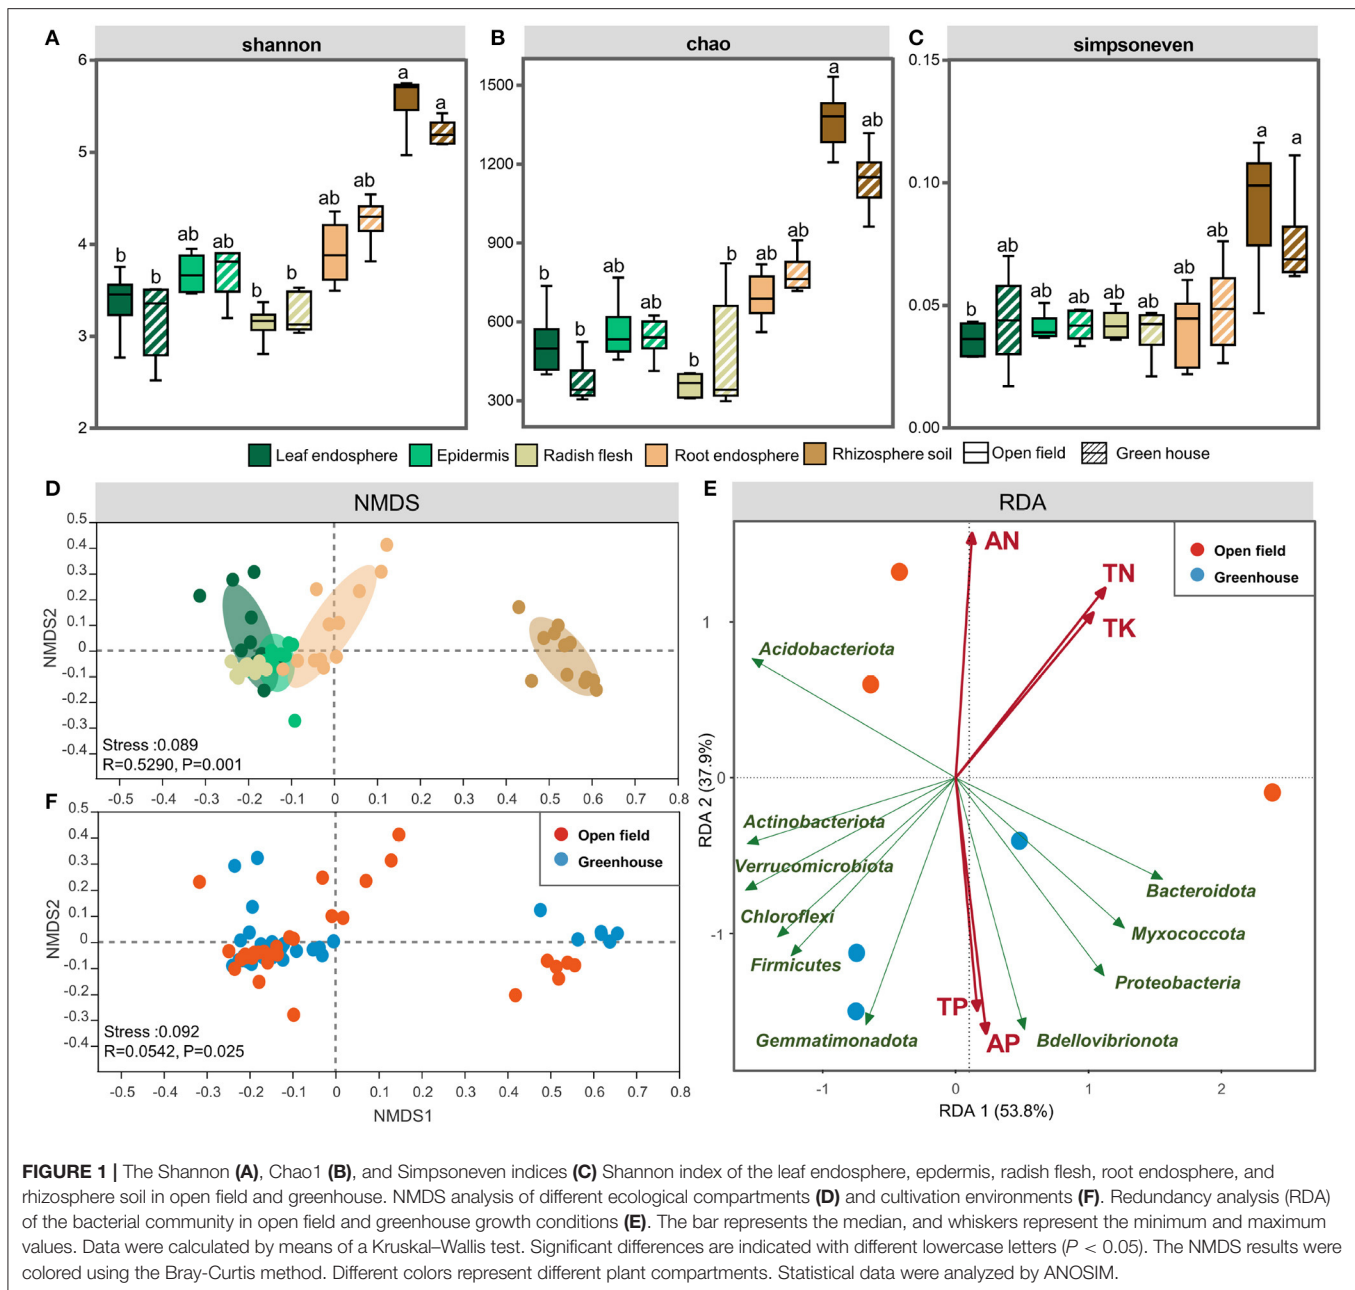 A
shannon
6
5
4
3
2
b
b
ab
ab
b
b
ab
ab
a
a
B
chao
1500
1200
900
600
300
b
b
ab
ab
b
b
ab
ab
a
ab
C
simpsoneven
0.15
0.10
0.05
0.00
b
ab
ab
ab
ab
ab
ab
ab
a
a
Leaf endosphere
Epidermis
Radish flesh
Root endosphere
Rhizosphere soil
Open field
Green house
D
NMDS
0.5
0.4
0.3
0.2
0.1
0
-0.1
-0.2
-0.3
-0.4
NMDS2
Stress :0.089
R=0.5290, P=0.001
-0.5 -0.4 -0.3 -0.2 -0.1 0 0.1 0.2 0.3 0.4 0.5 0.6 0.7 0.8
F
0.5
0.4
0.3
0.2
0.1
0
-0.1
-0.2
-0.3
-0.4
NMDS2
Open field
Greenhouse
Stress :0.092
R=0.0542, P=0.025
-0.5 -0.4 -0.3 -0.2 -0.1 0 0.1 0.2 0.3 0.4 0.5 0.6 0.7 0.8
NMDS1
E
RDA
Open field
Greenhouse
AN
TN
TK
Acidobacteriota
Actinobacteriota
Verrucomicrobiota
Chloroflexi
Firmicutes
Gemmatimonadota
TP
AP
Bdellovibrionota
Proteobacteria
Myxococcota
Bacteroidota
1
0
-1
RDA 2 (37.9%)
-1 0 1 2
RDA 1 (53.8%)
FIGURE 1 | The Shannon (A), Chao1 (B), and Simpsoneven indices (C) Shannon index of the leaf endosphere, epdermis, radish flesh, root endosphere, and
rhizosphere soil in open field and greenhouse. NMDS analysis of different ecological compartments (D) and cultivation environments (F). Redundancy analysis (RDA)
of the bacterial community in open field and greenhouse growth conditions (E). The bar represents the median, and whiskers represent the minimum and maximum
values. Data were calculated by means of a Kruskal–Wallis test. Significant differences are indicated with different lowercase letters (P < 0.05). The NMDS results were
colored using the Bray-Curtis method. Different colors represent different plant compartments. Statistical data were analyzed by ANOSIM.